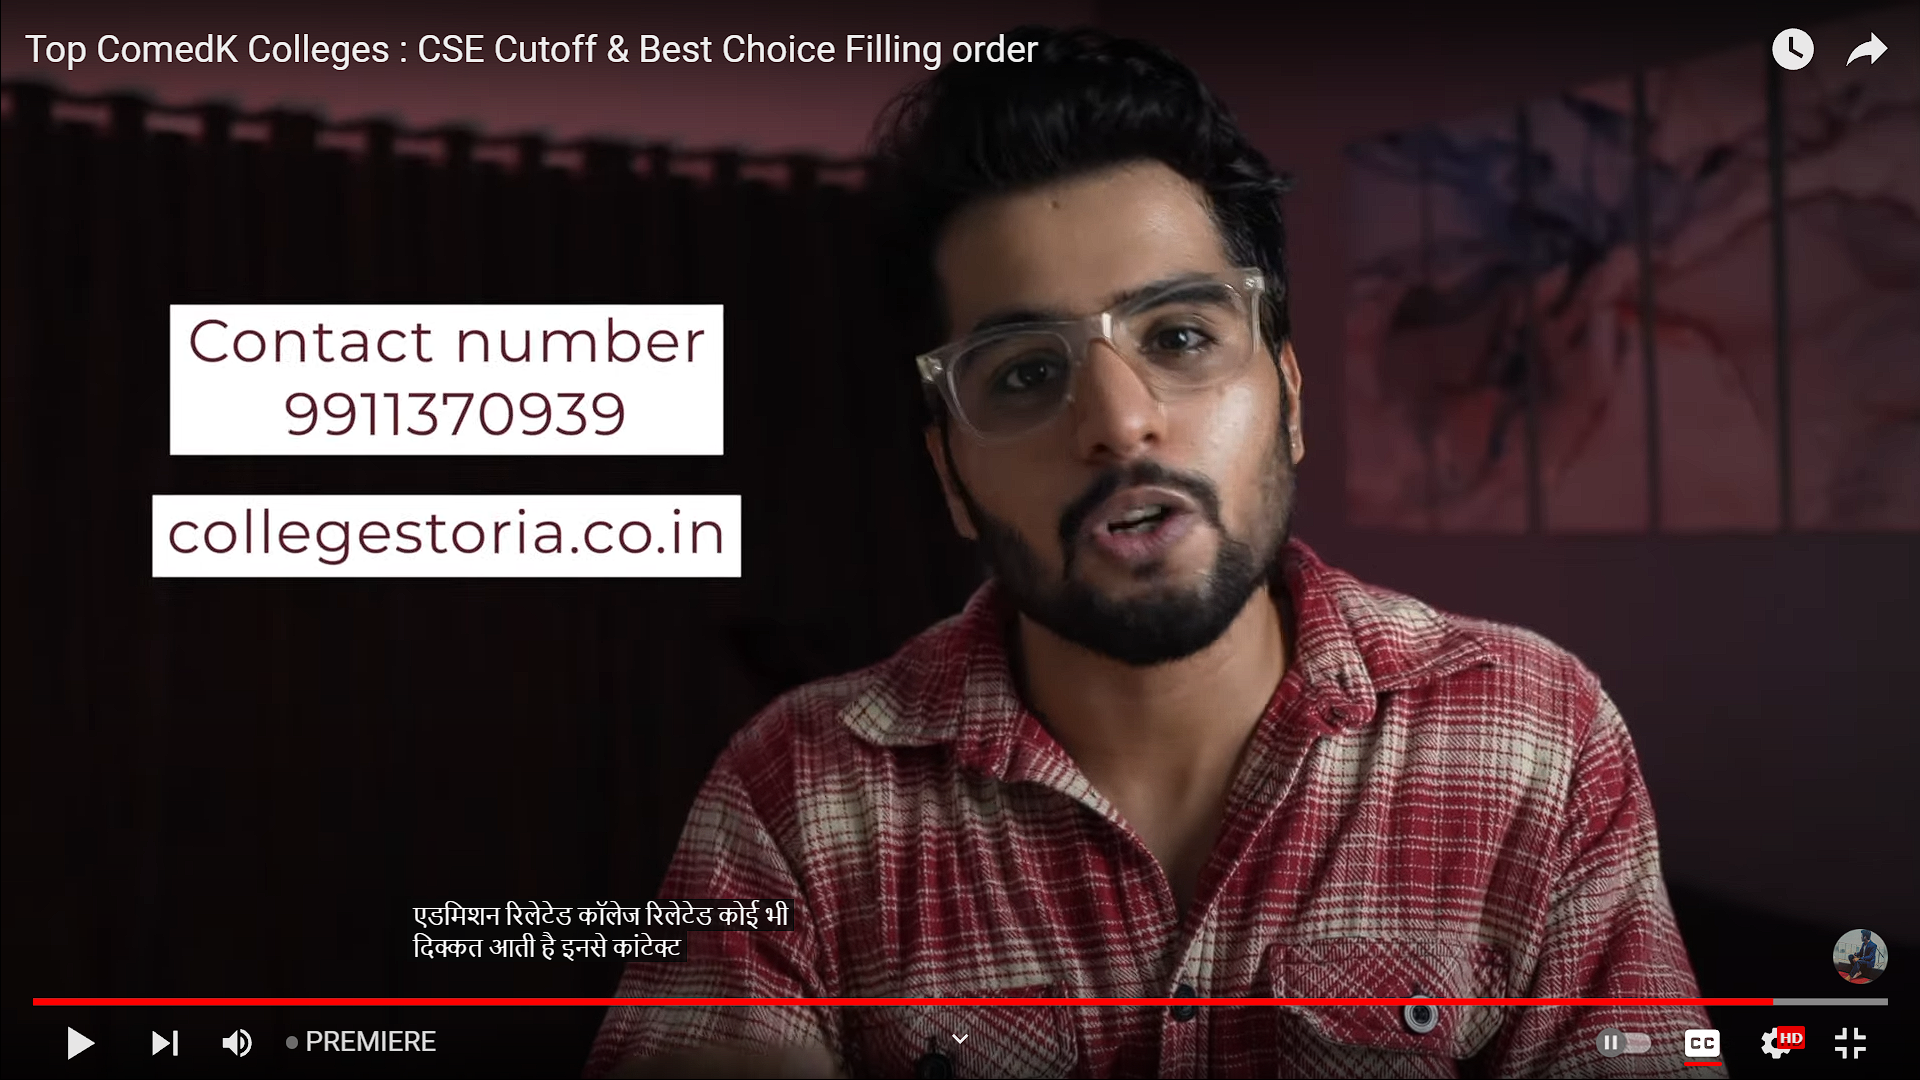 Top ComedK Colleges : CSE Cutoff & Best Choice Filling order
Contact number
9911370939
collegestoria.co.in
एडमिशन रिलेटेड कॉलेज रिलेटेड कोई भी
दिक्कत आती है इनसे कांटेक्ट
PREMIERE
CC
HD